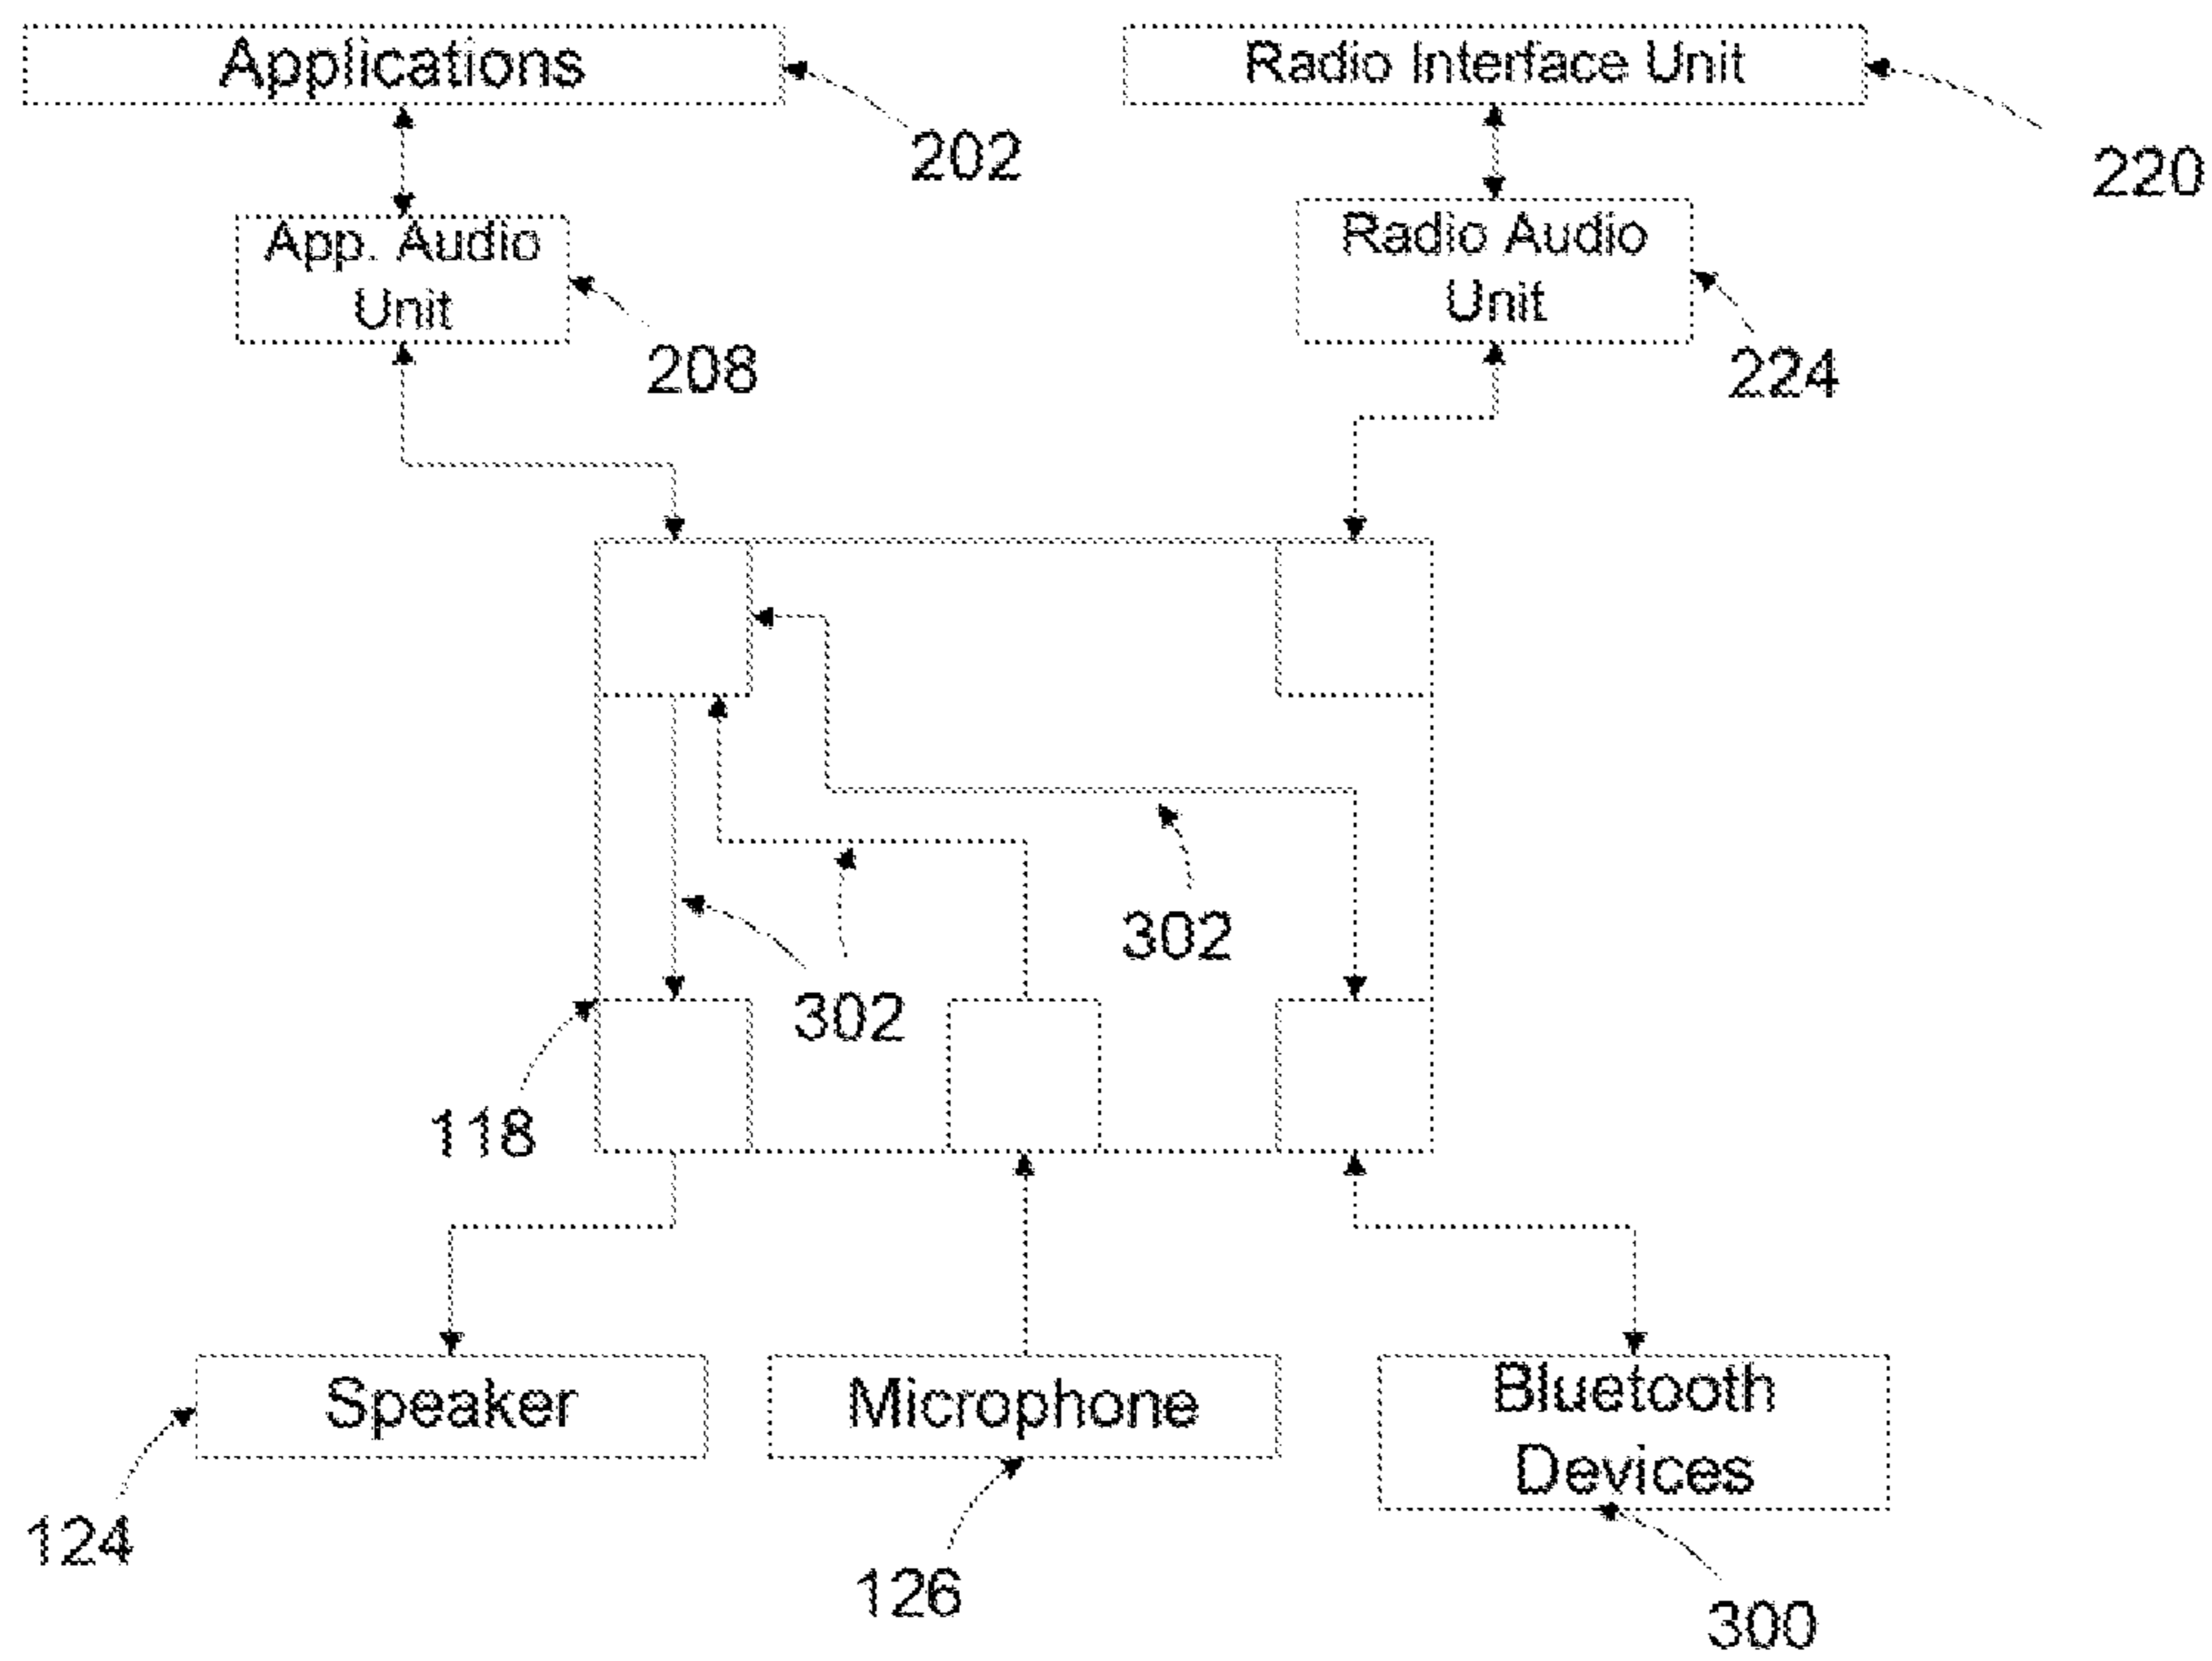 Applications
Radio Interface Unit
202
220
App. Audio
Unit
Radio Audio
Unit
208
224
302
302
118
Speaker
Microphone
Bluetooth
Devices
124
126
300